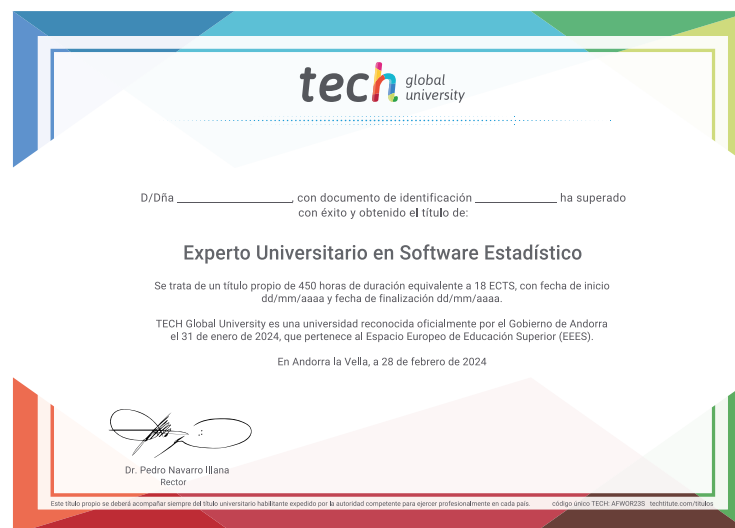 tech global university
D/Dña ____________________, con documento de identificación ______________ ha superado
con éxito y obtenido el título de:
Experto Universitario en Software Estadístico
Se trata de un título propio de 450 horas de duración equivalente a 18 ECTS, con fecha de inicio
dd/mm/aaaa y fecha de finalización dd/mm/aaaa.
TECH Global University es una universidad reconocida oficialmente por el Gobierno de Andorra
el 31 de enero de 2024, que pertenece al Espacio Europeo de Educación Superior (EEES).
En Andorra la Vella, a 28 de febrero de 2024
Dr. Pedro Navarro Illana
Rector
Este título propio se deberá acompañar siempre del título universitario habilitante expedido por la autoridad competente para ejercer profesionalmente en cada país. código único TECH: AFWOR23S techtitute.com/titulos